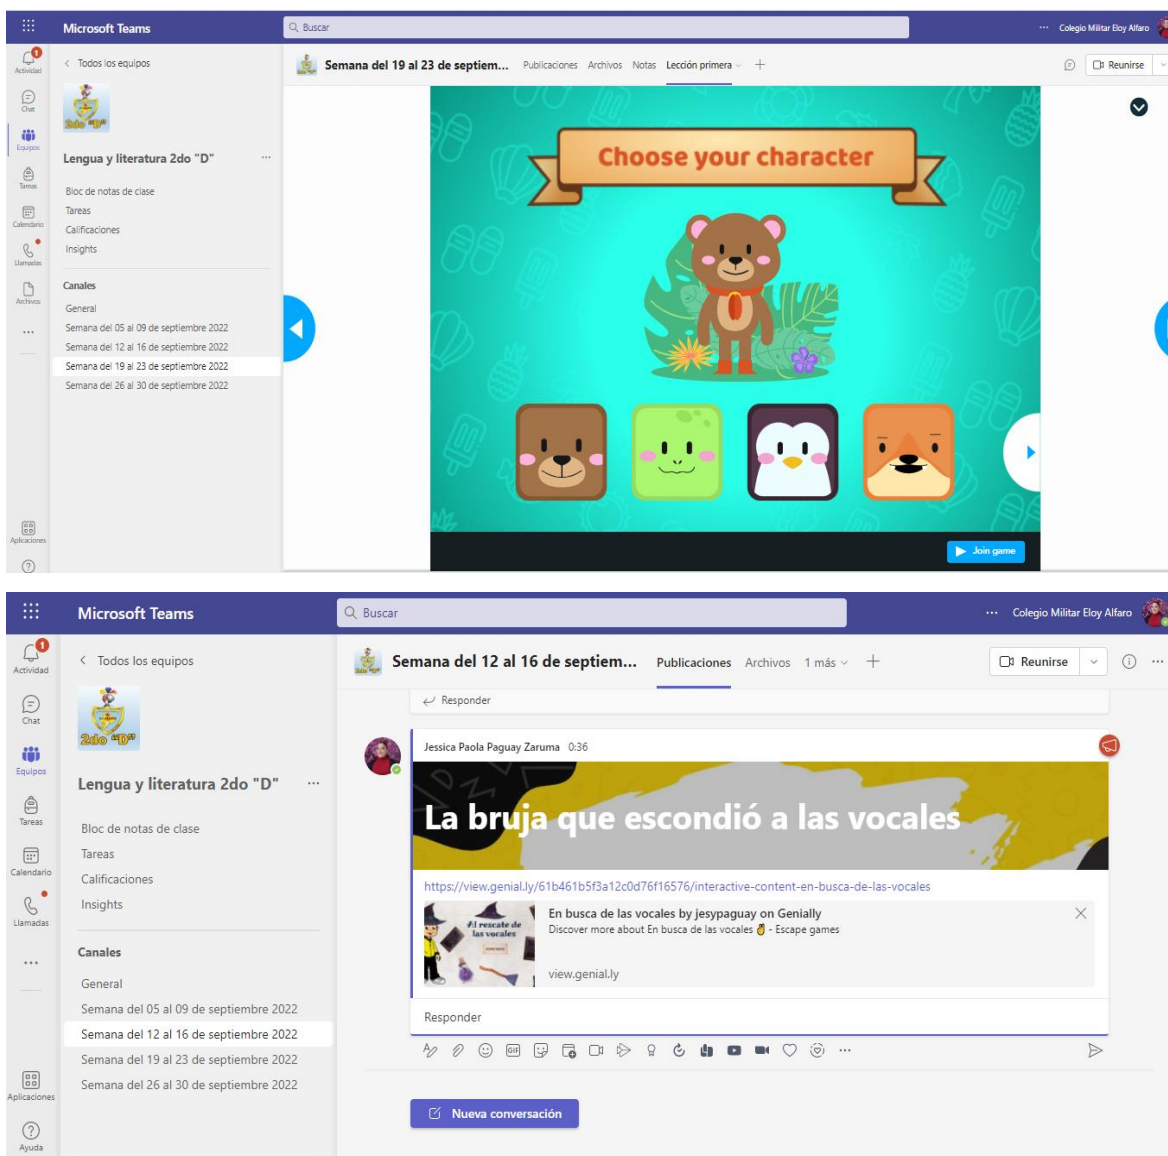 Microsoft Teams
Buscar
Colegio Militar Eloy Alfaro
1
Actividad
Chat
Equipos
Tareas
Calendario
Llamadas
Archivos
Aplicaciones
Todos los equipos
2do "D"
Lengua y literatura 2do "D"
Bloc de notas de clase
Tareas
Calificaciones
Insights
Canales
General
Semana del 05 al 09 de septiembre 2022
Semana del 12 al 16 de septiembre 2022
Semana del 19 al 23 de septiembre 2022
Semana del 26 al 30 de septiembre 2022
Semana del 19 al 23 de septiem... Publicaciones Archivos Notas Lección primera
Reunirse
Choose your character
Join game
Microsoft Teams
Buscar
Colegio Militar Eloy Alfaro
1
Actividad
Chat
Equipos
Tareas
Calendario
Llamadas
Aplicaciones
Ayuda
Todos los equipos
2do "D"
Lengua y literatura 2do "D"
Bloc de notas de clase
Tareas
Calificaciones
Insights
Canales
General
Semana del 05 al 09 de septiembre 2022
Semana del 12 al 16 de septiembre 2022
Semana del 19 al 23 de septiembre 2022
Semana del 26 al 30 de septiembre 2022
Semana del 12 al 16 de septiem... Publicaciones Archivos 1 más
Reunirse
Responder
Jessica Paola Paguay Zaruma 0:36
La bruja que escondió a las vocales
https://view.genial.ly/61b461b5f3a12c0d76f16576/interactive-content-en-busca-de-las-vocales
Al rescate de
las vocales
En busca de las vocales by jesypaguay on Genially
Discover more about En busca de las vocales - Escape games
view.genial.ly
Responder
GIF
Nueva conversación